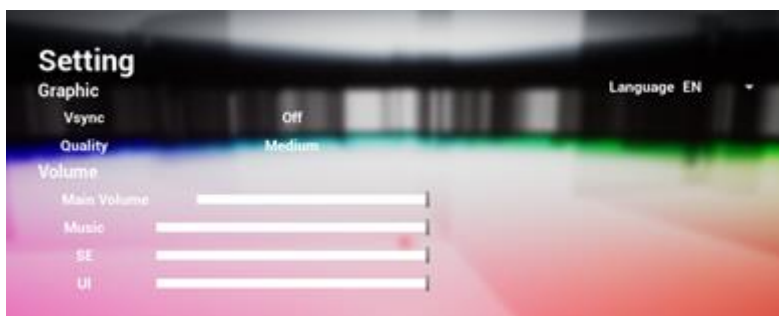 Setting
Graphic
Language EN
Vsync Off
Quality Medium
Volume
Main Volume
Music
SE
UI